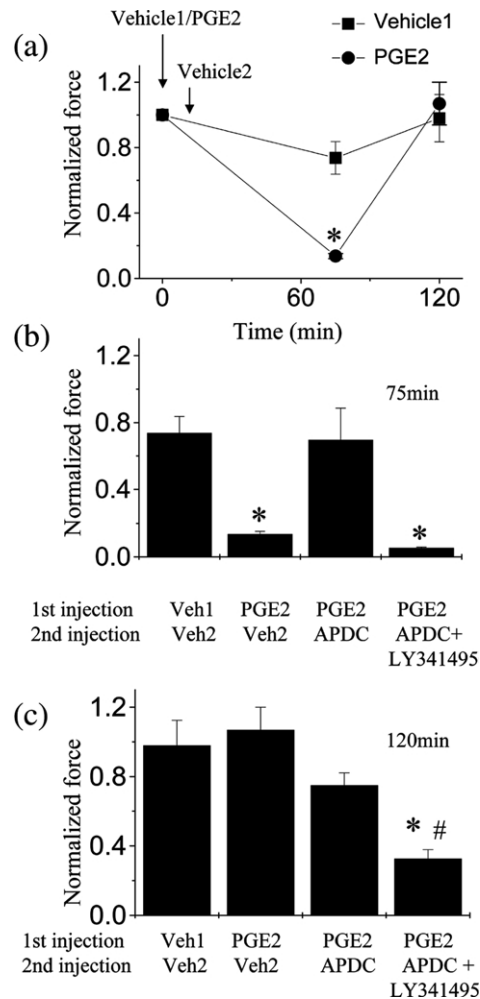 Vehicle1/PGE2
(a)
Vehicle2
Vehicle1
PGE2
Normalized force
1.2
0.8
0.4
0.0
*
0 60 120
Time (min)
(b)
75min
Normalized force
1.2
0.8
0.4
0.0
* *
1st injection Veh1 PGE2 PGE2 PGE2
2nd injection Veh2 Veh2 APDC APDC+
LY341495
(c)
120min
Normalized force
1.2
0.8
0.4
0.0
* #
1st injection Veh1 PGE2 PGE2 PGE2
2nd injection Veh2 Veh2 APDC APDC +
LY341495